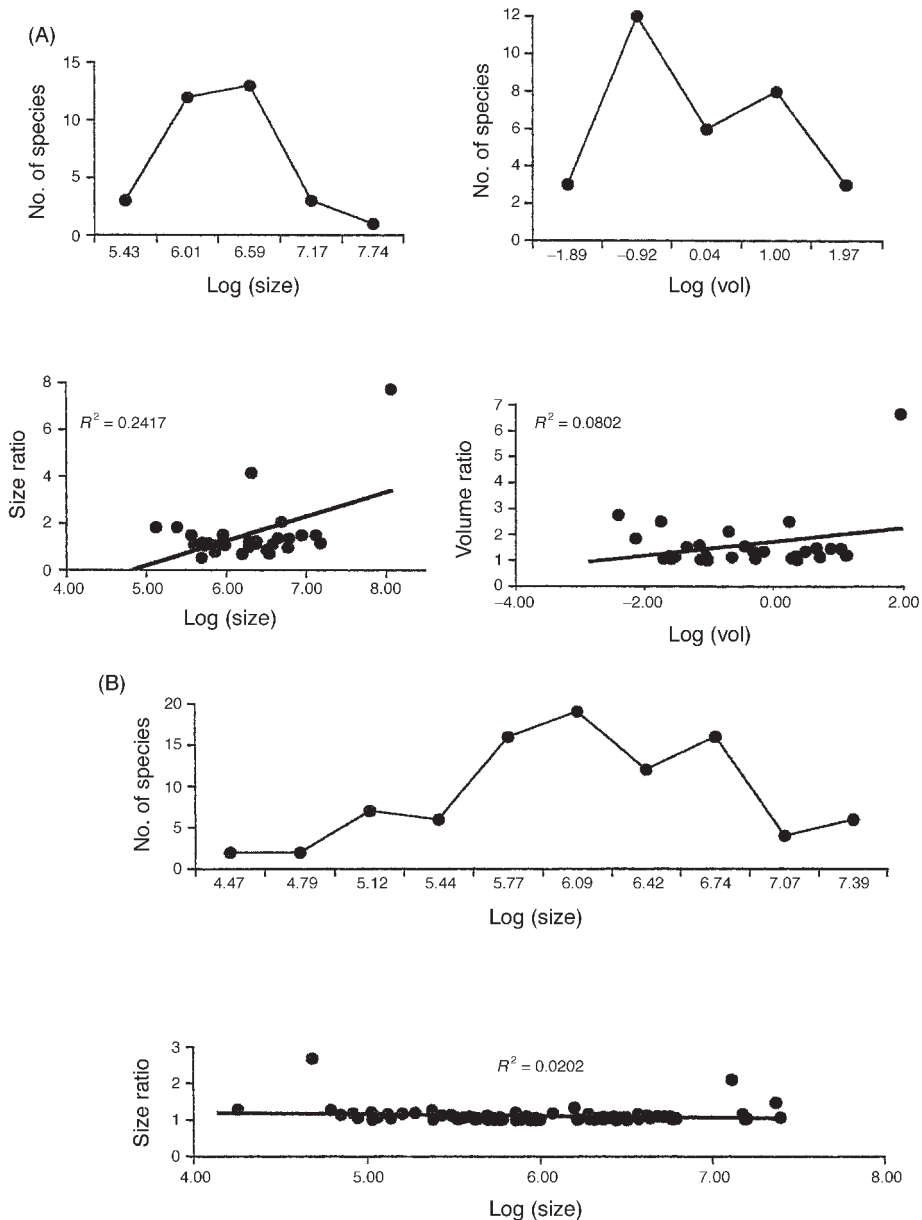 (A)
No. of species
15
10
5
0
5.43 6.01 6.59 7.17 7.74
Log (size)
No. of species
12
10
8
6
4
2
0
−1.89 −0.92 0.04 1.00 1.97
Log (vol)
Size ratio
8
6
4
2
0
R² = 0.2417
4.00 5.00 6.00 7.00 8.00
Log (size)
Volume ratio
7
6
5
4
3
2
1
0
R² = 0.0802
−4.00 −2.00 0.00 2.00
Log (vol)
(B)
No. of species
20
15
10
5
0
4.47 4.79 5.12 5.44 5.77 6.09 6.42 6.74 7.07 7.39
Log (size)
Size ratio
3
2
1
0
R² = 0.0202
4.00 5.00 6.00 7.00 8.00
Log (size)